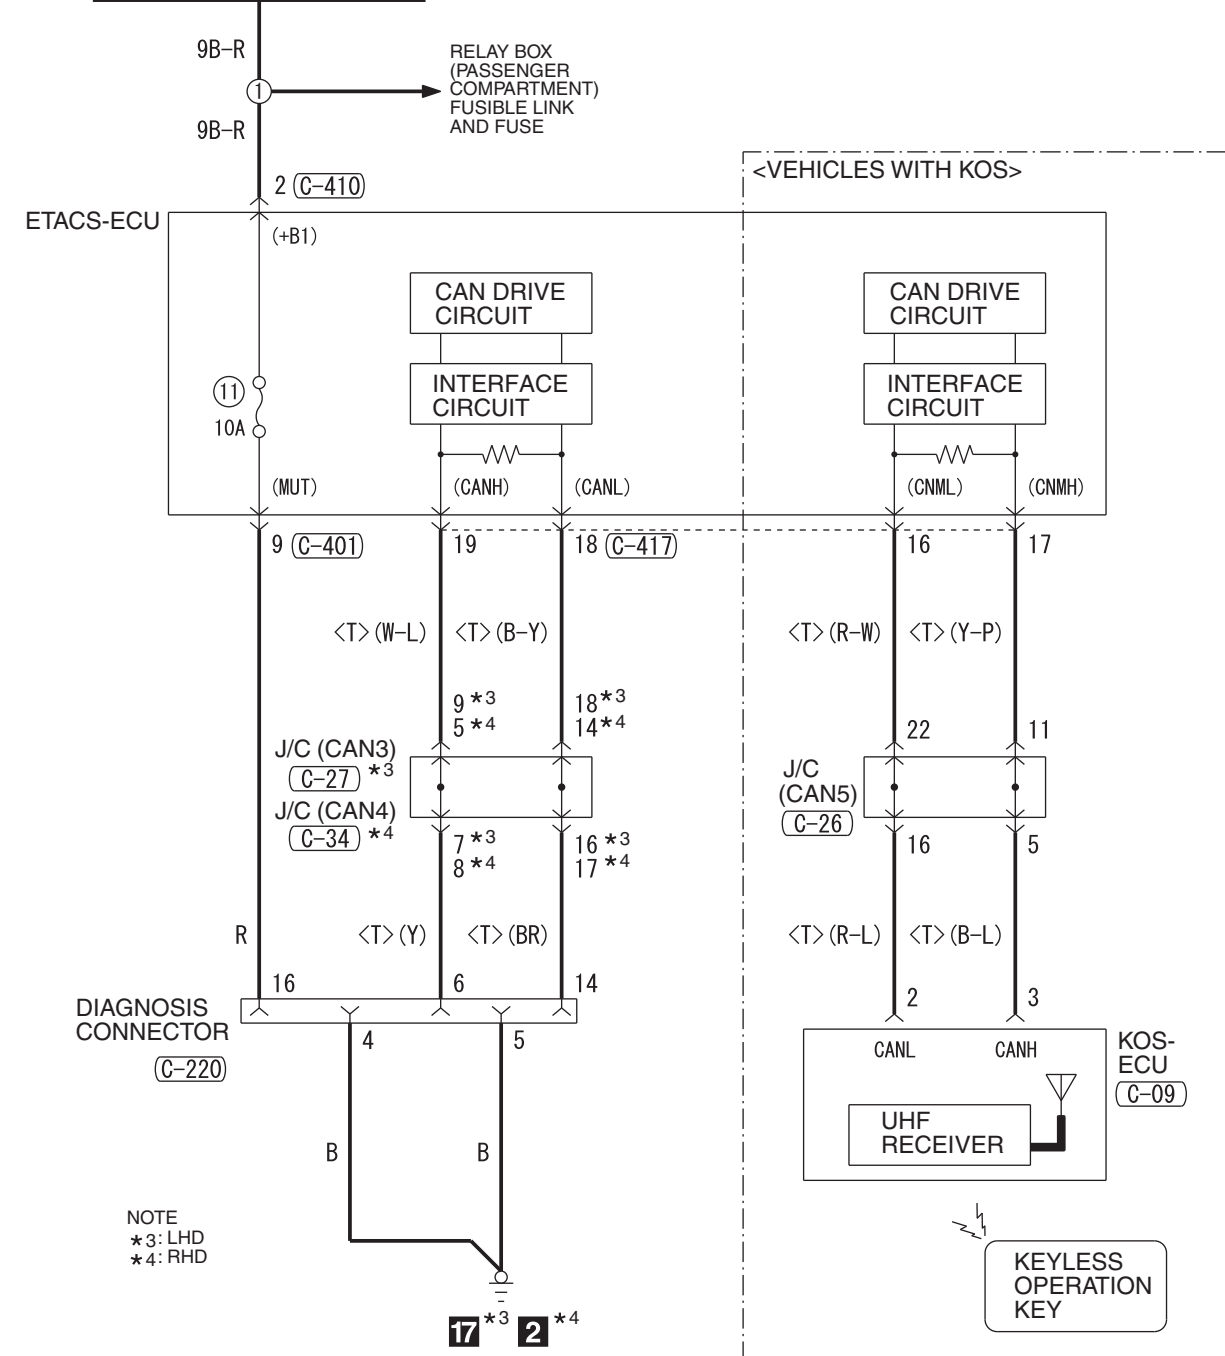 9B-R
RELAY BOX
(PASSENGER
COMPARTMENT)
FUSIBLE LINK
AND FUSE
1
9B-R
<VEHICLES WITH KOS>
2 C-410
ETACS-ECU
(+B1)
CAN DRIVE
CIRCUIT
CAN DRIVE
CIRCUIT
INTERFACE
CIRCUIT
INTERFACE
CIRCUIT
11
10A
(MUT) (CANH) (CANL) (CNML) (CNMH)
9 C-401 19 18 C-417 16 17
<T>(W-L) <T>(B-Y) <T>(R-W) <T>(Y-P)
9 *3 18 *3
5 *4 14 *4 22 11
J/C (CAN3)
C-27 *3
J/C (CAN4)
C-34 *4
J/C
(CAN5)
C-26
7 *3 16 *3 16 5
8 *4 17 *4
R <T>(Y) <T>(BR) <T>(R-L) <T>(B-L)
16 6 14 2 3
DIAGNOSIS
CONNECTOR
C-220
4 5
CANL CANH
KOS-
ECU
C-09
UHF
RECEIVER
B B
NOTE
*3: LHD
*4: RHD
KEYLESS
OPERATION
KEY
17 *3 2 *4